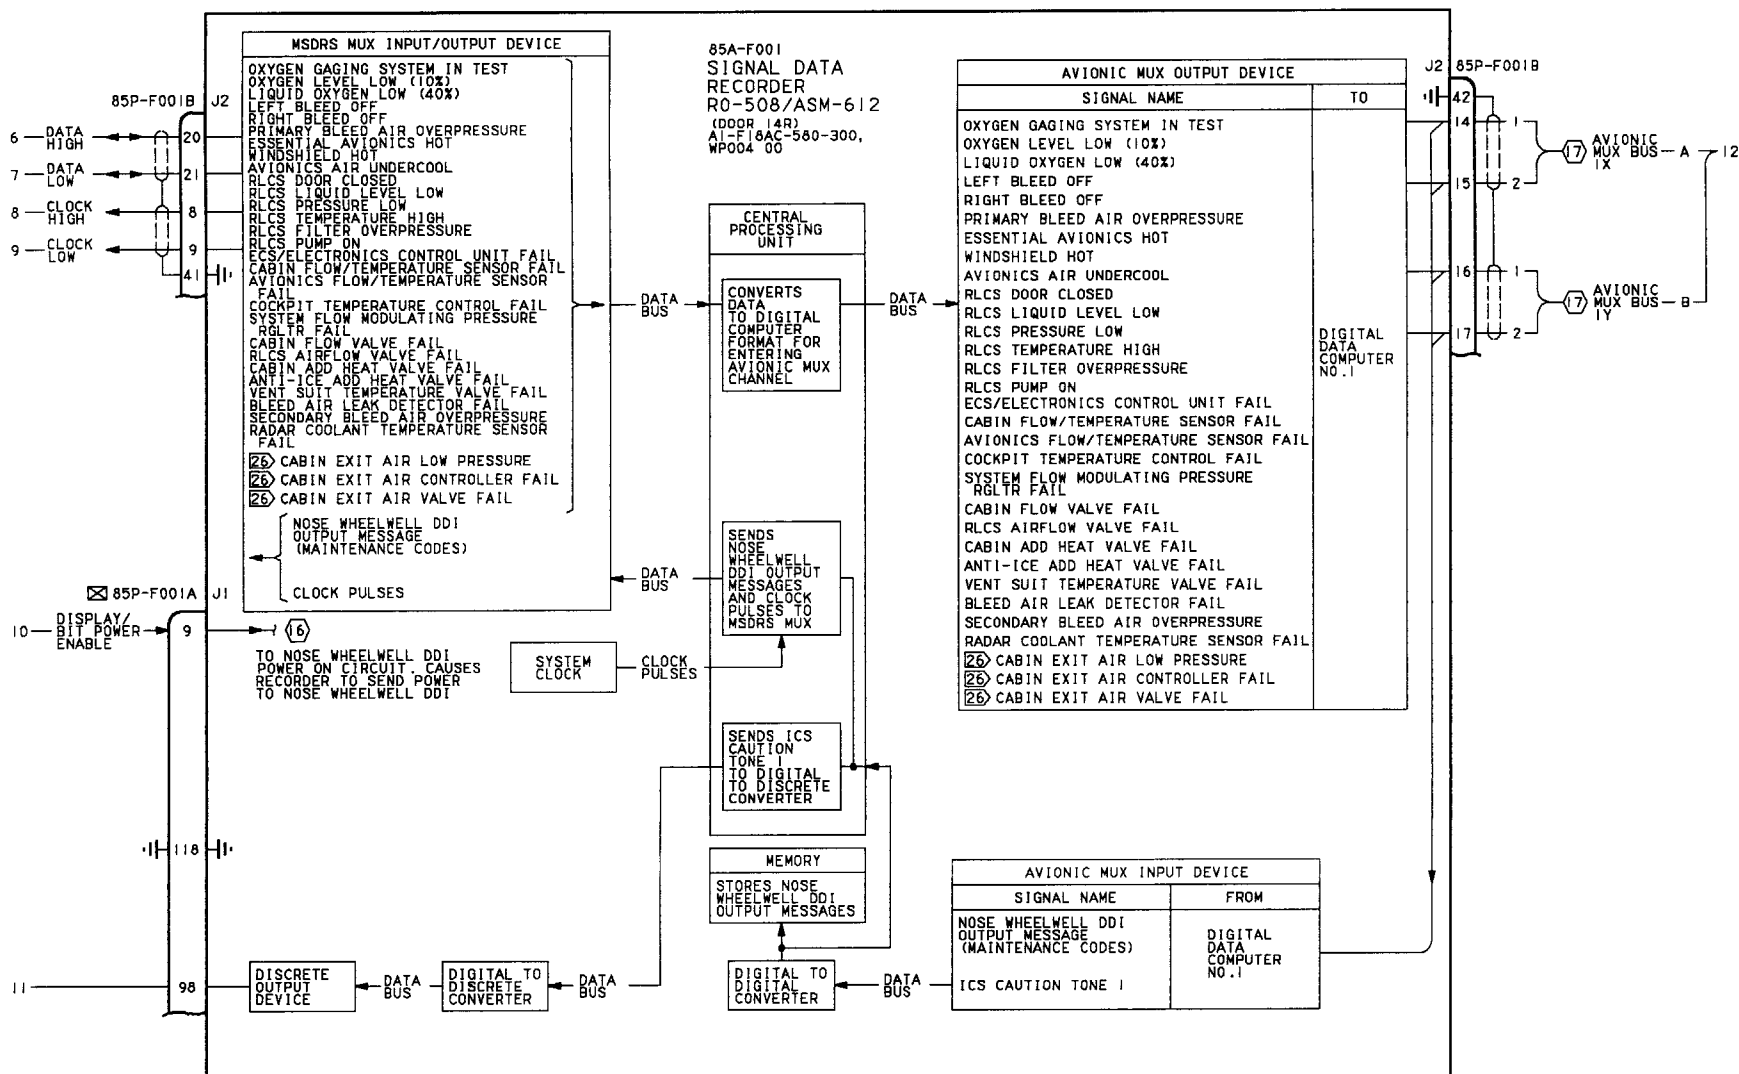 MSDRS MUX INPUT/OUTPUT DEVICE
OXYGEN GAGING SYSTEM IN TEST
OXYGEN LEVEL LOW (10%)
LIQUID OXYGEN LOW (40%)
LEFT BLEED OFF
RIGHT BLEED OFF
PRIMARY BLEED AIR OVERPRESSURE
ESSENTIAL AVIONICS HOT
WINDSHIELD HOT
AVIONICS AIR UNDERCOOL
RLCS DOOR CLOSED
RLCS LIQUID LEVEL LOW
RLCS PRESSURE LOW
RLCS TEMPERATURE HIGH
RLCS FILTER OVERPRESSURE
RLCS PUMP ON
ECS/ELECTRONICS CONTROL UNIT FAIL
CABIN FLOW/TEMPERATURE SENSOR FAIL
AVIONICS FLOW/TEMPERATURE SENSOR
FAIL
COCKPIT TEMPERATURE CONTROL FAIL
SYSTEM FLOW MODULATING PRESSURE
RGLTR FAIL
CABIN FLOW VALVE FAIL
RLCS AIRFLOW VALVE FAIL
CABIN ADD HEAT VALVE FAIL
ANTI-ICE ADD HEAT VALVE FAIL
VENT SUIT TEMPERATURE VALVE FAIL
BLEED AIR LEAK DETECTOR FAIL
SECONDARY BLEED AIR OVERPRESSURE
RADAR COOLANT TEMPERATURE SENSOR
FAIL
26 CABIN EXIT AIR LOW PRESSURE
26 CABIN EXIT AIR CONTROLLER FAIL
26 CABIN EXIT AIR VALVE FAIL
NOSE WHEELWELL DDI
OUTPUT MESSAGE
(MAINTENANCE CODES)
CLOCK PULSES
85P-F001B J2
6 DATA HIGH 20
7 DATA LOW 21
8 CLOCK HIGH 8
9 CLOCK LOW 9
41
85P-F001A J1
10 DISPLAY/
BIT POWER
ENABLE
9
16
TO NOSE WHEELWELL DDI
POWER ON CIRCUIT. CAUSES
RECORDER TO SEND POWER
TO NOSE WHEELWELL DDI
118
11
98
DISCRETE
OUTPUT
DEVICE
DATA
BUS
DIGITAL TO
DISCRETE
CONVERTER
DATA
BUS
85A-F001
SIGNAL DATA
RECORDER
RO-508/ASM-612
(DOOR 14R)
A1-F18AC-580-300,
WP004 00
DATA
BUS
CENTRAL
PROCESSING
UNIT
CONVERTS
DATA
TO DIGITAL
COMPUTER
FORMAT FOR
ENTERING
AVIONIC MUX
CHANNEL
DATA
BUS
DATA
BUS
SENDS
NOSE
WHEELWELL
DDI OUTPUT
MESSAGES
AND CLOCK
PULSES TO
MSDRS MUX
SYSTEM
CLOCK
CLOCK
PULSES
SENDS ICS
CAUTION
TONE 1
TO DIGITAL
TO DISCRETE
CONVERTER
MEMORY
STORES NOSE
WHEELWELL DDI
OUTPUT MESSAGES
DIGITAL TO
DIGITAL
CONVERTER
DATA
BUS
AVIONIC MUX OUTPUT DEVICE
SIGNAL NAME TO
OXYGEN GAGING SYSTEM IN TEST
OXYGEN LEVEL LOW (10%)
LIQUID OXYGEN LOW (40%)
LEFT BLEED OFF
RIGHT BLEED OFF
PRIMARY BLEED AIR OVERPRESSURE
ESSENTIAL AVIONICS HOT
WINDSHIELD HOT
AVIONICS AIR UNDERCOOL
RLCS DOOR CLOSED
RLCS LIQUID LEVEL LOW
RLCS PRESSURE LOW
RLCS TEMPERATURE HIGH
RLCS FILTER OVERPRESSURE
RLCS PUMP ON
ECS/ELECTRONICS CONTROL UNIT FAIL
CABIN FLOW/TEMPERATURE SENSOR FAIL
AVIONICS FLOW/TEMPERATURE SENSOR FAIL
COCKPIT TEMPERATURE CONTROL FAIL
SYSTEM FLOW MODULATING PRESSURE
RGLTR FAIL
CABIN FLOW VALVE FAIL
RLCS AIRFLOW VALVE FAIL
CABIN ADD HEAT VALVE FAIL
ANTI-ICE ADD HEAT VALVE FAIL
VENT SUIT TEMPERATURE VALVE FAIL
BLEED AIR LEAK DETECTOR FAIL
SECONDARY BLEED AIR OVERPRESSURE
RADAR COOLANT TEMPERATURE SENSOR FAIL
26 CABIN EXIT AIR LOW PRESSURE
26 CABIN EXIT AIR CONTROLLER FAIL
26 CABIN EXIT AIR VALVE FAIL
DIGITAL
DATA
COMPUTER
NO.1
J2 85P-F001B
42
14 1
15 2
17 AVIONIC
MUX BUS A 12
1X
16 1
17 2
17 AVIONIC
MUX BUS B
1Y
AVIONIC MUX INPUT DEVICE
SIGNAL NAME FROM
NOSE WHEELWELL DDI
OUTPUT MESSAGE
(MAINTENANCE CODES)
ICS CAUTION TONE 1
DIGITAL
DATA
COMPUTER
NO.1